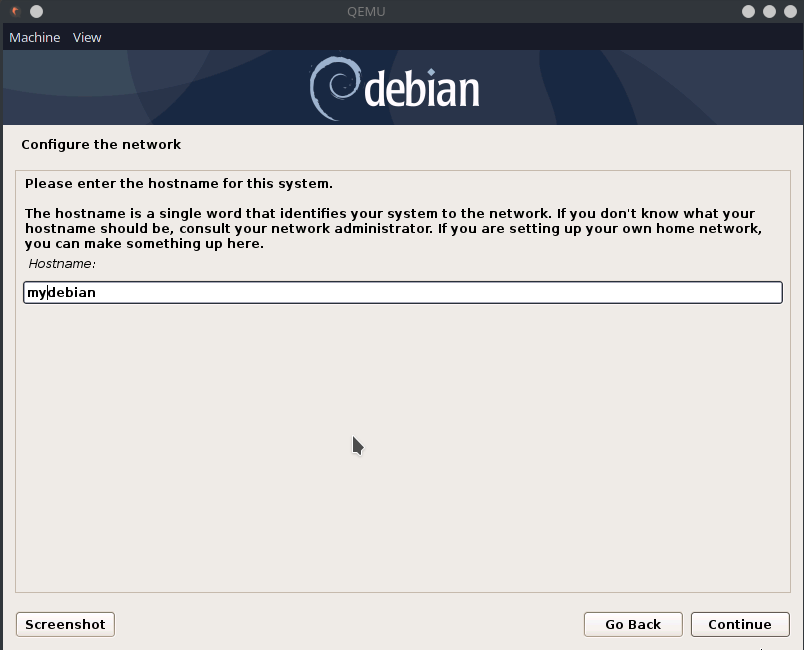 QEMU
Machine View
debian
Configure the network
Please enter the hostname for this system.
The hostname is a single word that identifies your system to the network. If you don't know what your
hostname should be, consult your network administrator. If you are setting up your own home network,
you can make something up here.
Hostname:
mydebian
Screenshot Go Back Continue